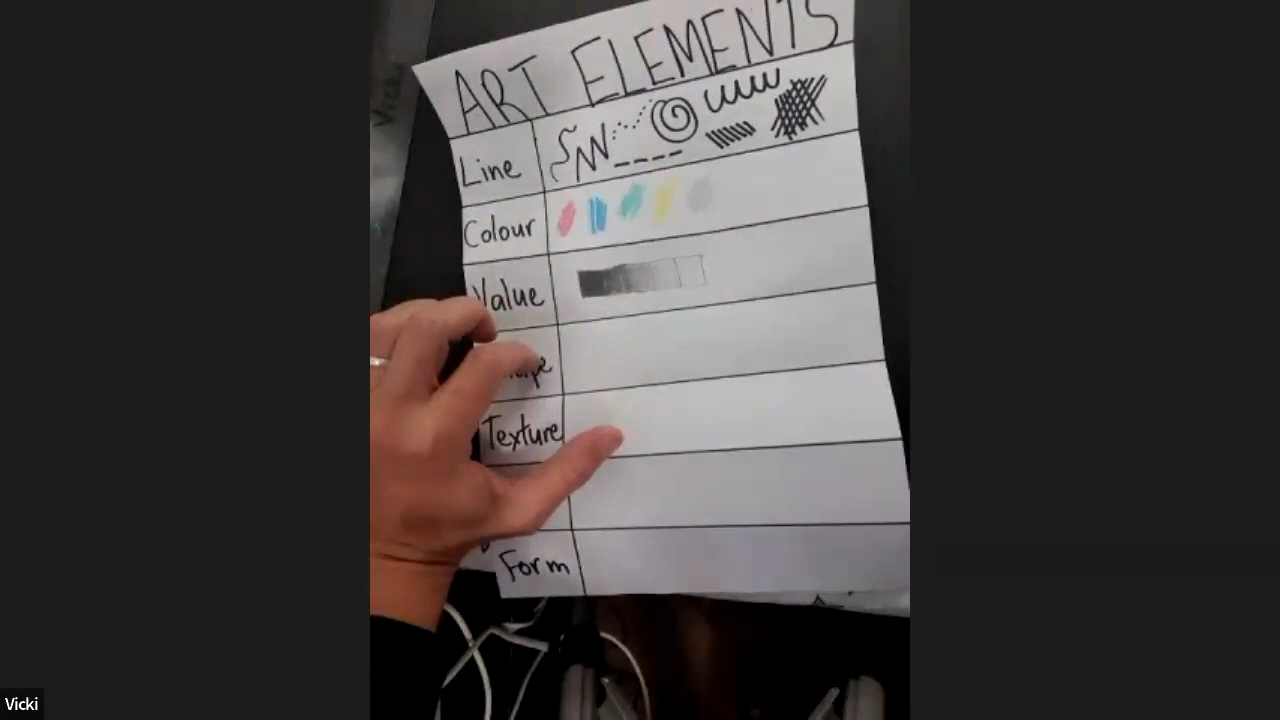 ART ELEMENTS
Line
Colour
Value
Texture
Form
Vicki